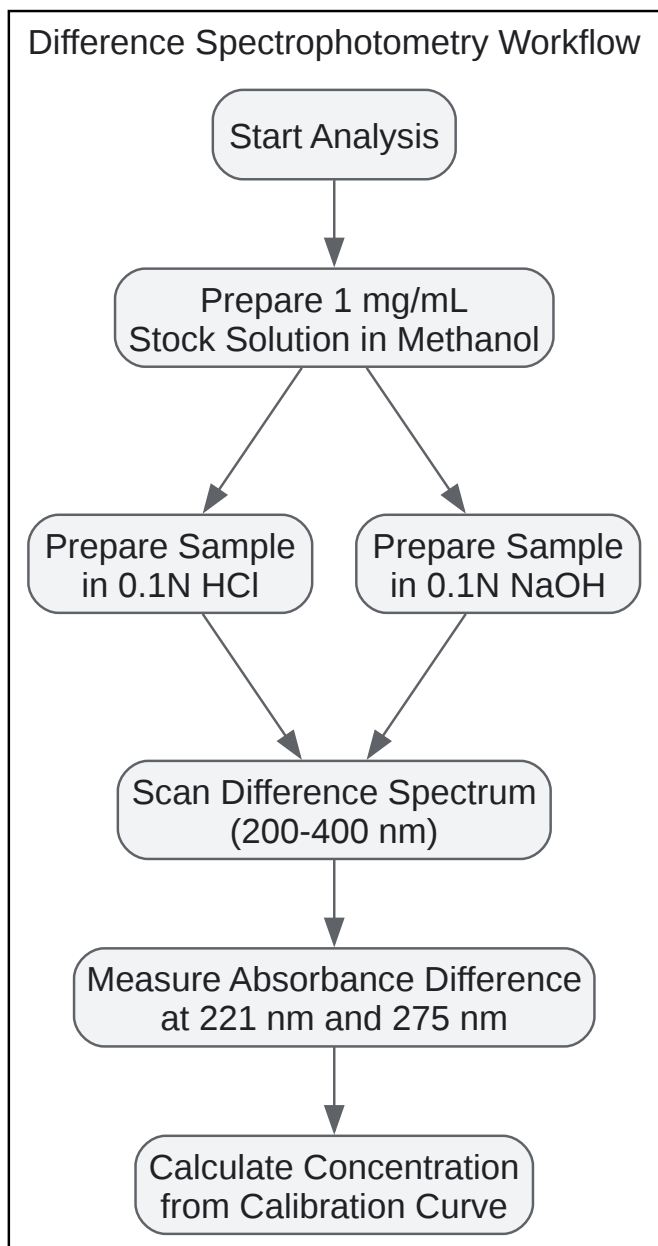 Difference Spectrophotometry Workflow
Start Analysis
Prepare 1 mg/mL
Stock Solution in Methanol
Prepare Sample
in 0.1N HCl
Prepare Sample
in 0.1N NaOH
Scan Difference Spectrum
(200-400 nm)
Measure Absorbance Difference
at 221 nm and 275 nm
Calculate Concentration
from Calibration Curve